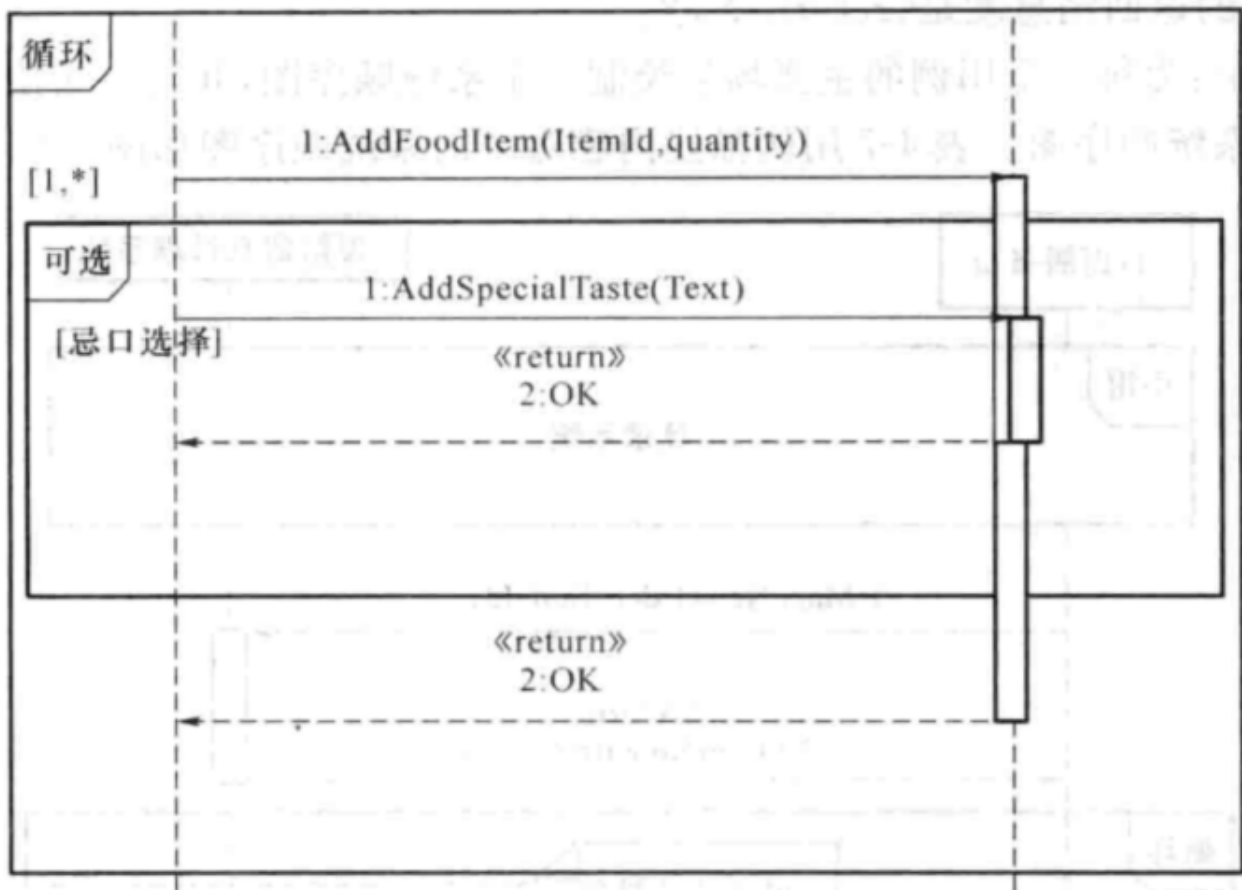 循环
1:AddFoodItem(ItemId,quantity)
[1,*]
可选
1:AddSpecialTaste(Text)
[忌口选择]
«return»
2:OK
«return»
2:OK